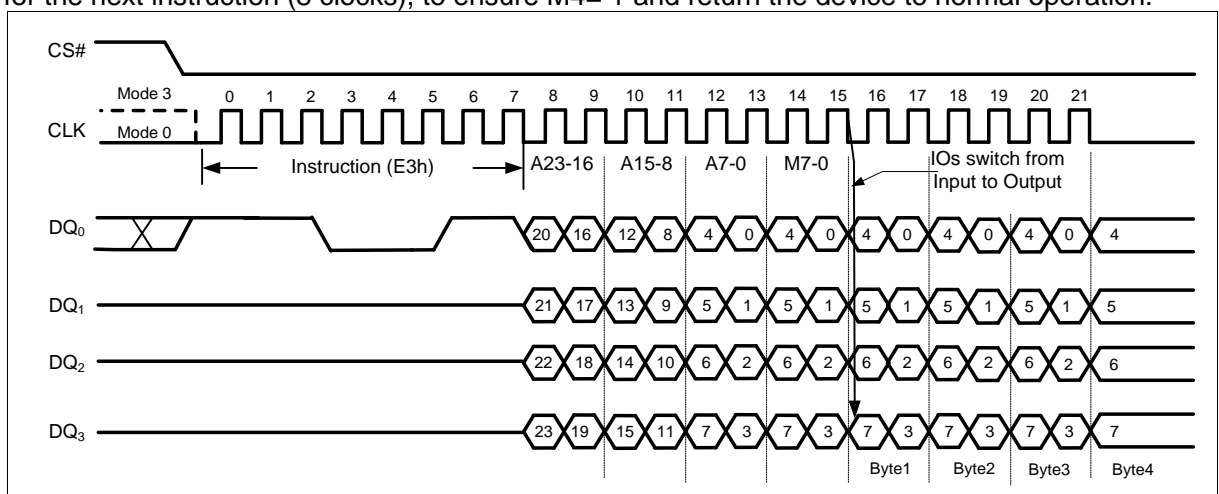 for the next instruction (8 clocks), to ensure M4= 1 and return the device to normal operation.
CS#
Mode 3
0 1 2 3 4 5 6 7 8 9 10 11 12 13 14 15 16 17 18 19 20 21
CLK
Mode 0
Instruction (E3h) A23-16 A15-8 A7-0 M7-0 IOs switch from
Input to Output
DQ0 20 16 12 8 4 0 4 0 4 0 4 0 4 0 4
DQ1 21 17 13 9 5 1 5 1 5 1 5 1 5 1 5
DQ2 22 18 14 10 6 2 6 2 6 2 6 2 6 2 6
DQ3 23 19 15 11 7 3 7 3 7 3 7 3 7 3 7
Byte1 Byte2 Byte3 Byte4